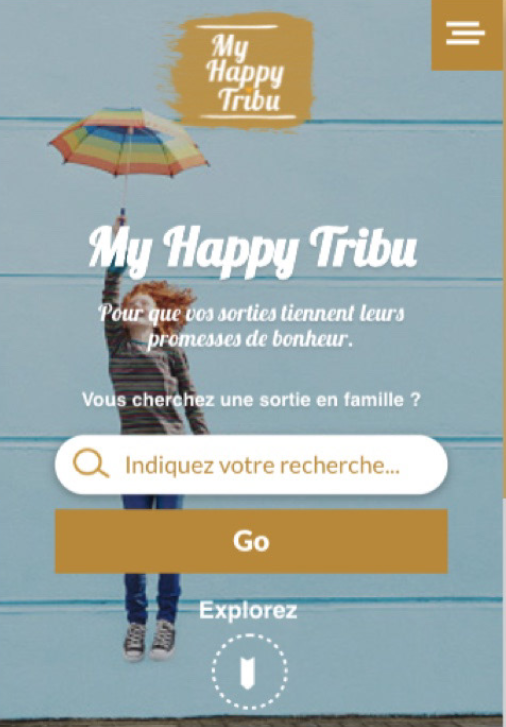 My
Happy
Tribu
My Happy Tribu
Pour que vos sorties tiennent leurs
promesses de bonheur.
Vous cherchez une sortie en famille ?
Indiquez votre recherche...
Go
Explorez